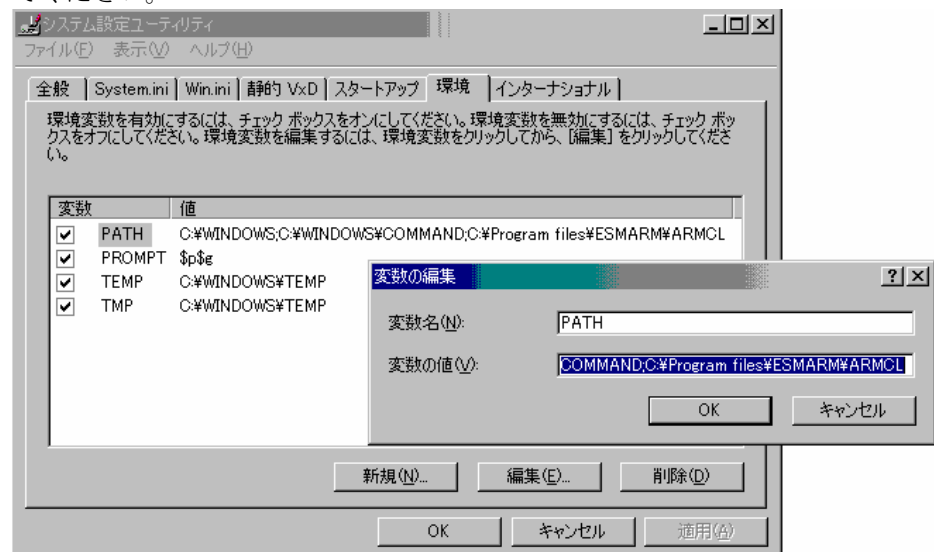 てください。
システム設定ユーティリティ
ファイル(F) 表示(V) ヘルプ(H)
全般 System.ini Win.ini 静的 VxD スタートアップ 環境 インターナショナル
環境変数を有効にするには、チェック ボックスをオンにしてください。環境変数を無効にするには、チェック ボッ
クスをオフにしてください。環境変数を編集するには、環境変数をクリックしてから、[編集] をクリックしてくださ
い。
変数 値
PATH C:¥WINDOWS;C:¥WINDOWS¥COMMAND;C:¥Program files¥ESMARM¥ARMCL
PROMPT $p$g
TEMP C:¥WINDOWS¥TEMP
TMP C:¥WINDOWS¥TEMP
変数の編集
変数名(N): PATH
変数の値(V): COMMAND;C:¥Program files¥ESMARM¥ARMCL
OK キャンセル
新規(N)... 編集(E)... 削除(D)
OK キャンセル 適用(A)